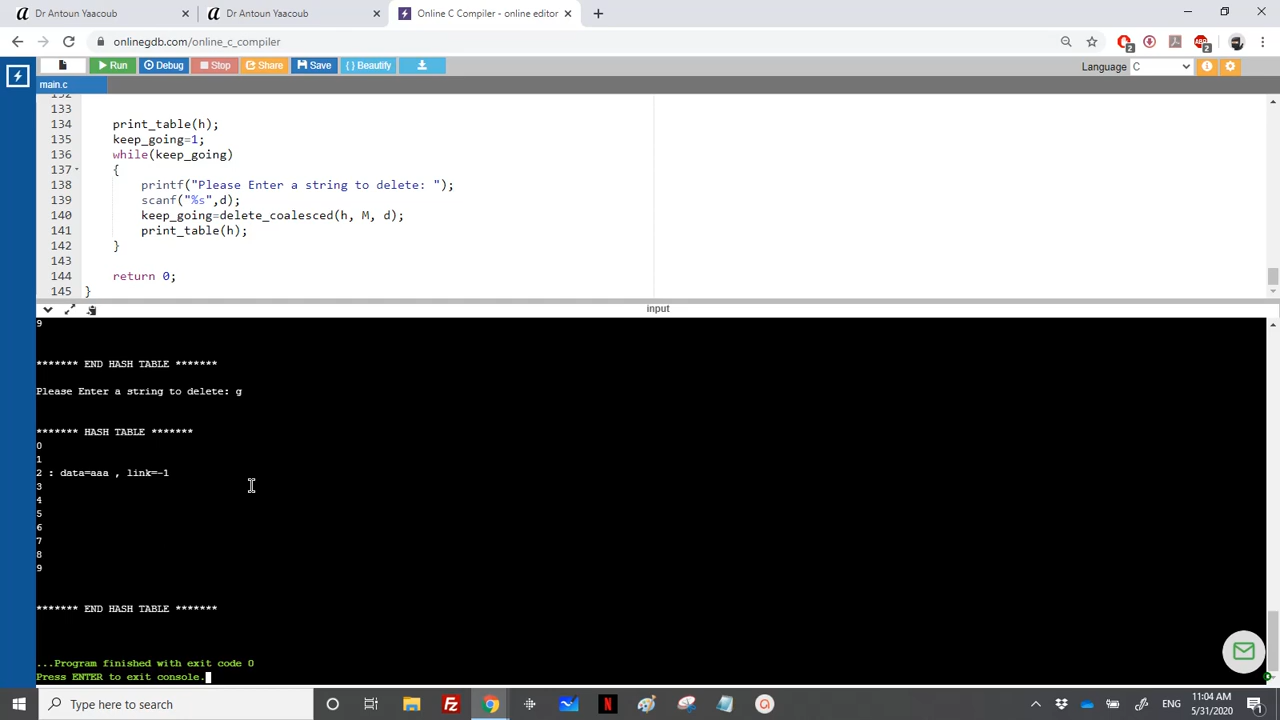 Dr Antoun Yaacoub
Dr Antoun Yaacoub
Online C Compiler - online editor
onlinegdb.com/online_c_compiler
2
2
Run
Debug
Stop
Share
Save
{ } Beautify
Language
C
main.c
132
133
134 print_table(h);
135 keep_going=1;
136 while(keep_going)
137 {
138 printf("Please Enter a string to delete: ");
139 scanf("%s",d);
140 keep_going=delete_coalesced(h, M, d);
141 print_table(h);
142 }
143
144 return 0;
145 }
input
9
******* END HASH TABLE *******
Please Enter a string to delete: g
******* HASH TABLE *******
0
1
2 : data=aaa , link=-1
3
4
5
6
7
8
9
******* END HASH TABLE *******
...Program finished with exit code 0
Press ENTER to exit console.
Type here to search
ENG
11:04 AM
5/31/2020
1